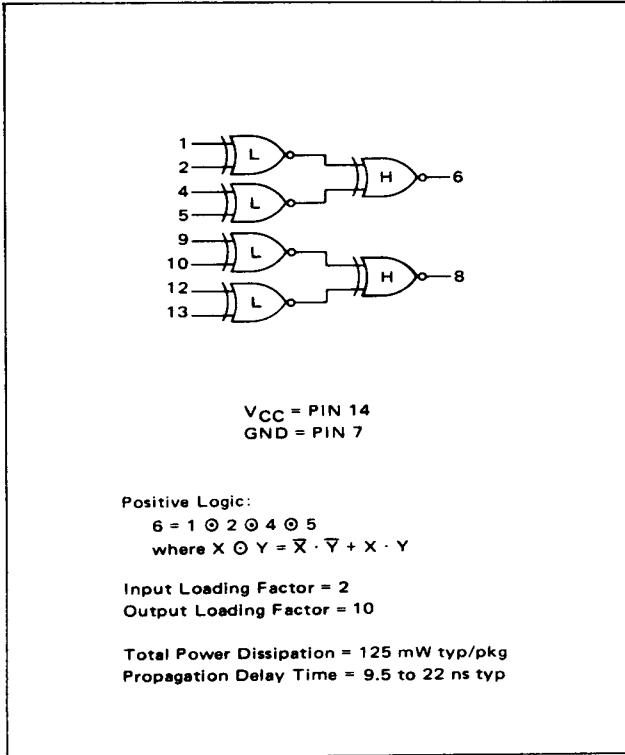 1
2
L
4
5
L
H
6
9
10
L
12
13
L
H
8
VCC = PIN 14
GND = PIN 7
Positive Logic:
6 = 1 ⊙ 2 ⊙ 4 ⊙ 5
where X ⊙ Y = X̅ · Y̅ + X · Y
Input Loading Factor = 2
Output Loading Factor = 10
Total Power Dissipation = 125 mW typ/pkg
Propagation Delay Time = 9.5 to 22 ns typ